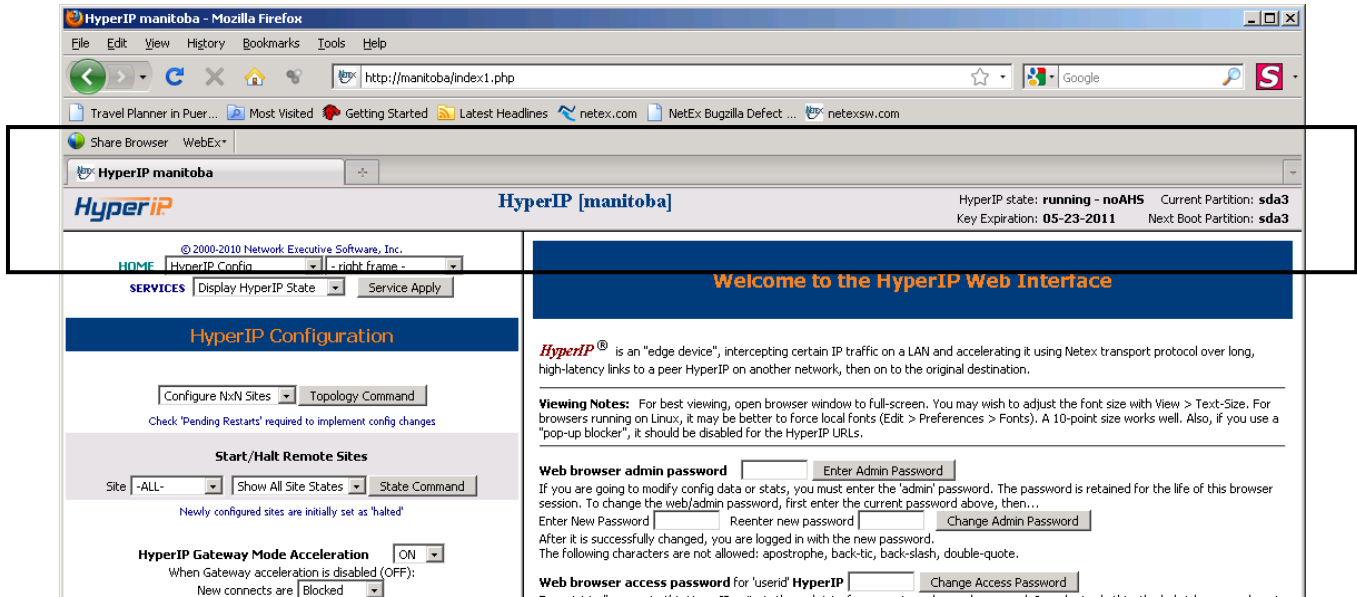 HyperIP manitoba - Mozilla Firefox
File Edit View History Bookmarks Tools Help
http://manitoba/index1.php
Google
S
Travel Planner in Puer... Most Visited Getting Started Latest Headlines netex.com NetEx Bugzilla Defect ... netexsw.com
Share Browser WebEx
HyperIP manitoba
HyperIP
HyperIP [manitoba]
HyperIP state: running - noAHS Current Partition: sda3
Key Expiration: 05-23-2011 Next Boot Partition: sda3
© 2000-2010 Network Executive Software, Inc.
HOME HyperIP Config - right frame -
SERVICES Display HyperIP State Service Apply
HyperIP Configuration
Configure NxN Sites Topology Command
Check 'Pending Restarts' required to implement config changes
Start/Halt Remote Sites
Site -ALL- Show All Site States State Command
Newly configured sites are initially set as 'halted'
HyperIP Gateway Mode Acceleration ON
When Gateway acceleration is disabled (OFF):
New connects are Blocked
Welcome to the HyperIP Web Interface
HyperIP ® is an "edge device", intercepting certain IP traffic on a LAN and accelerating it using Netex transport protocol over long,
high-latency links to a peer HyperIP on another network, then on to the original destination.
Viewing Notes: For best viewing, open browser window to full-screen. You may wish to adjust the font size with View > Text-Size. For
browsers running on Linux, it may be better to force local fonts (Edit > Preferences > Fonts). A 10-point size works well. Also, if you use a
"pop-up blocker", it should be disabled for the HyperIP URLs.
Web browser admin password Enter Admin Password
If you are going to modify config data or stats, you must enter the 'admin' password. The password is retained for the life of this browser
session. To change the web/admin password, first enter the current password above, then...
Enter New Password Reenter new password Change Admin Password
After it is successfully changed, you are logged in with the new password.
The following characters are not allowed: apostrophe, back-tic, back-slash, double-quote.
Web browser access password for 'userid' HyperIP Change Access Password